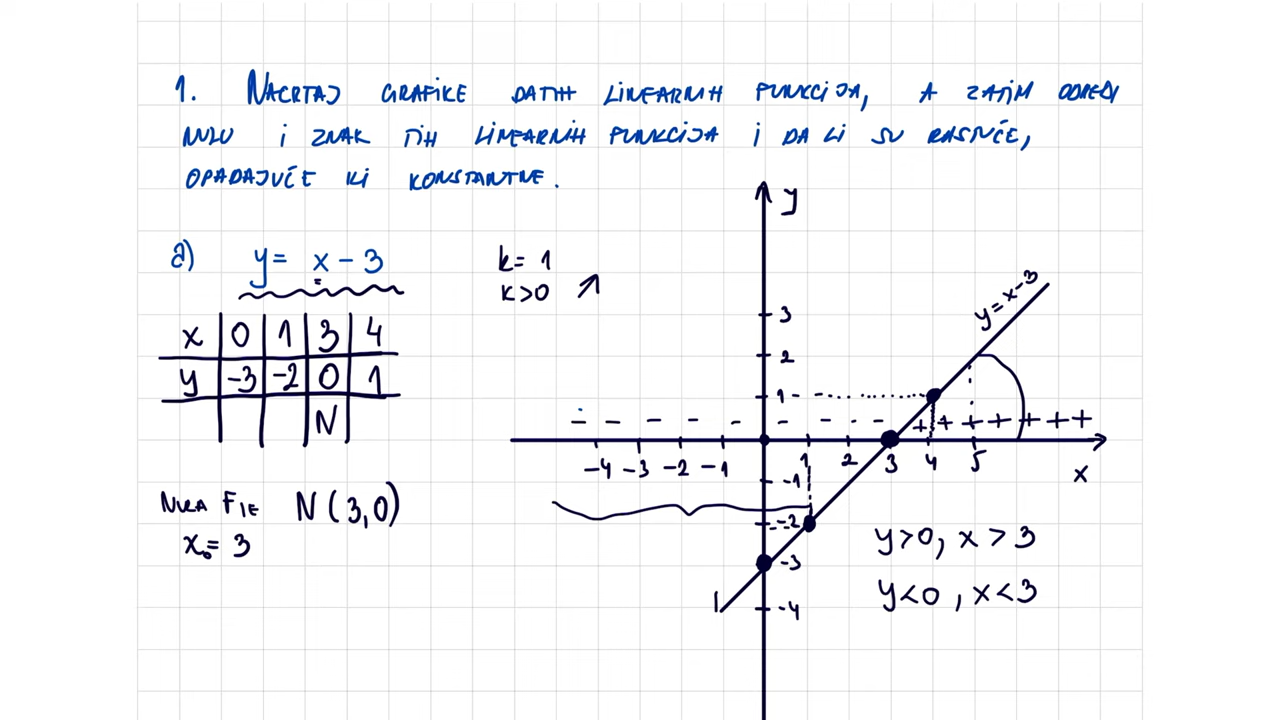 1. NACRTAJ GRAFIKE DATIH LINEARNIH FUNKCIJA, A ZATIM ODREDI
NULU I ZNAK TIH LINEARNIH FUNKCIJA I DA LI SU RASTUĆE,
OPADAJUĆE ILI KONSTANTNE.
a) y = x - 3
k = 1
k > 0 ↗
x 0 1 3 4
y -3 -2 0 1
N
NULA F-JE N(3,0)
x₀ = 3
y
y = x-3
3
2
1
- - - - - - - - + + + + + + +
-4 -3 -2 -1 1 2 3 4 5
x
-1
-2
-3
-4
y>0, x > 3
y<0, x<3